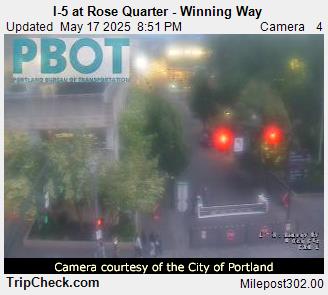 I-5 at Rose Quarter - Winning Way
Updated May 17 2025 8:51 PM Camera 4
PBOT
PORTLAND BUREAU OF TRANSPORTATION
Camera courtesy of the City of Portland
TripCheck.com Milepost302.00